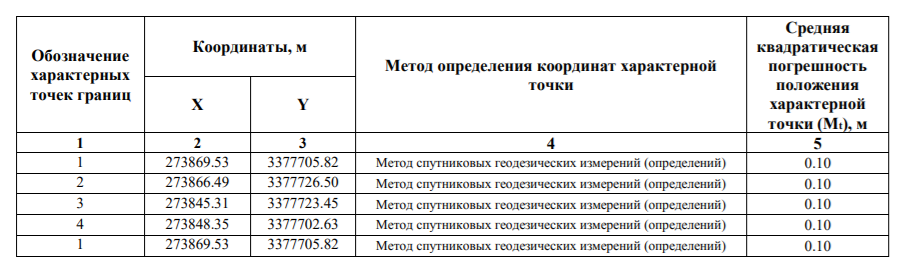 Обозначение
характерных
точек границ
Координаты, м
X
Y
Метод определения координат характерной
точки
Средняя
квадратическая
погрешность
положения
характерной
точки (Mt), м
1 2 3 4 5
1 273869.53 3377705.82 Метод спутниковых геодезических измерений (определений) 0.10
2 273866.49 3377726.50 Метод спутниковых геодезических измерений (определений) 0.10
3 273845.31 3377723.45 Метод спутниковых геодезических измерений (определений) 0.10
4 273848.35 3377702.63 Метод спутниковых геодезических измерений (определений) 0.10
1 273869.53 3377705.82 Метод спутниковых геодезических измерений (определений) 0.10